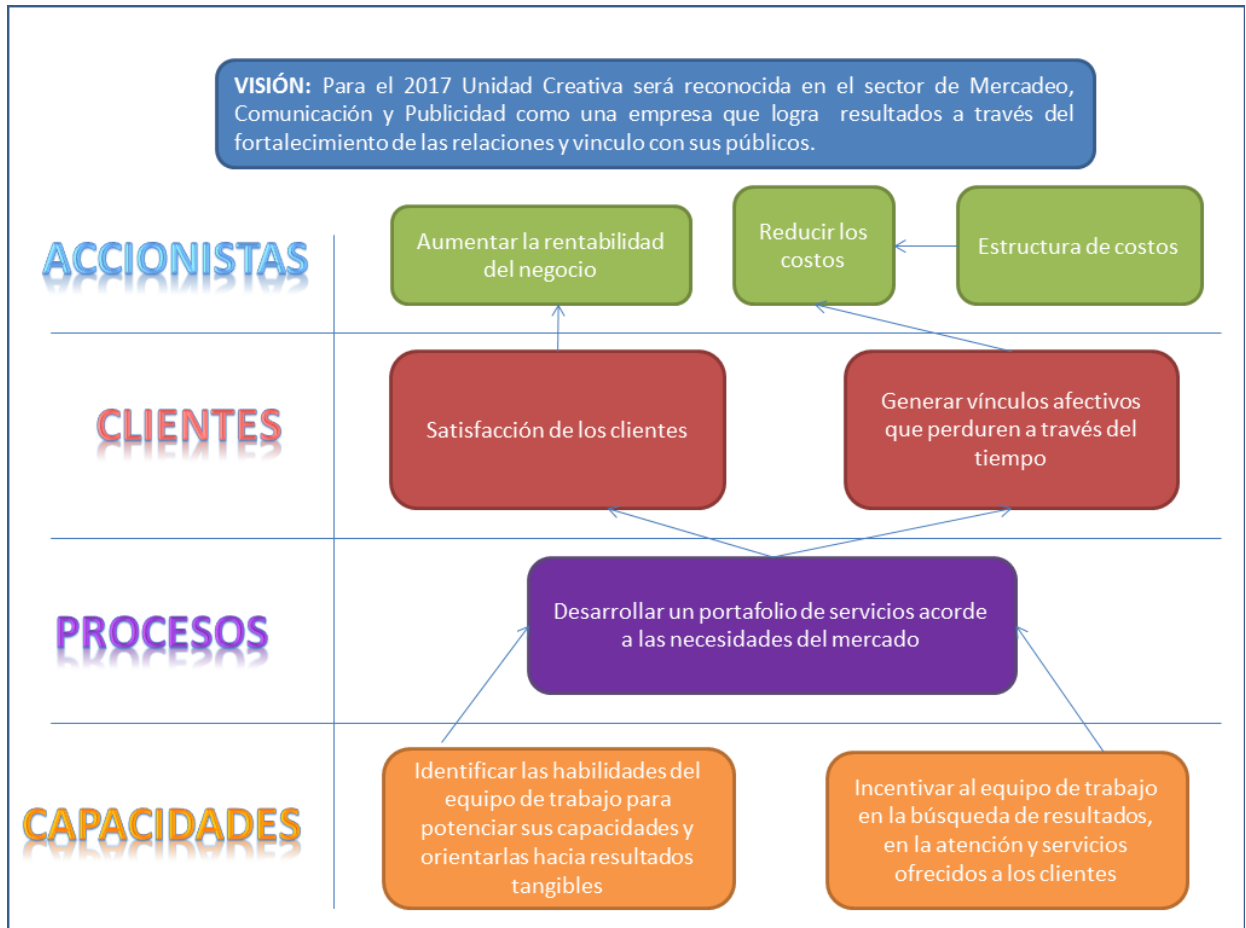 VISIÓN: Para el 2017 Unidad Creativa será reconocida en el sector de Mercadeo,
Comunicación y Publicidad como una empresa que logra resultados a través del
fortalecimiento de las relaciones y vinculo con sus públicos.
ACCIONISTAS
Aumentar la rentabilidad
del negocio
Reducir los
costos
Estructura de costos
CLIENTES
Satisfacción de los clientes
Generar vínculos afectivos
que perduren a través del
tiempo
PROCESOS
Desarrollar un portafolio de servicios acorde
a las necesidades del mercado
CAPACIDADES
Identificar las habilidades del
equipo de trabajo para
potenciar sus capacidades y
orientarlas hacia resultados
tangibles
Incentivar al equipo de trabajo
en la búsqueda de resultados,
en la atención y servicios
ofrecidos a los clientes